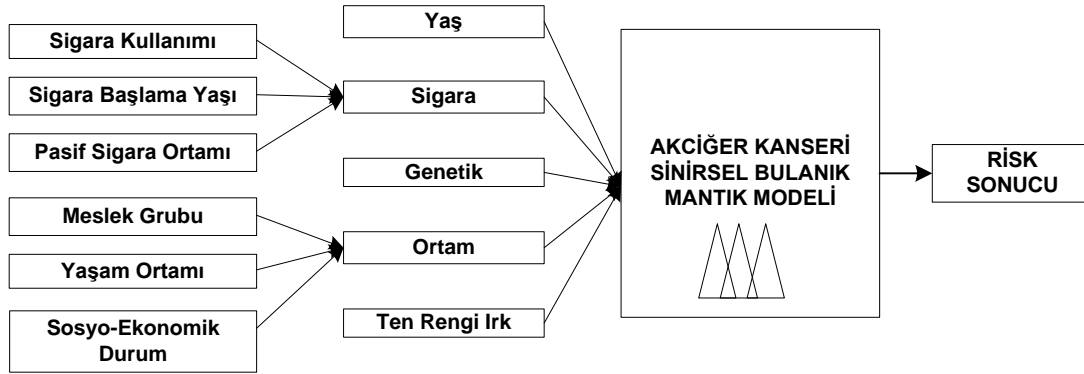 Sigara Kullanımı
Sigara Başlama Yaşı
Pasif Sigara Ortamı
Meslek Grubu
Yaşam Ortamı
Sosyo-Ekonomik
Durum
Yaş
Sigara
Genetik
Ortam
Ten Rengi Irk
AKCİĞER KANSERİ
SİNİRSEL BULANIK
MANTIK MODELİ
RİSK
SONUCU